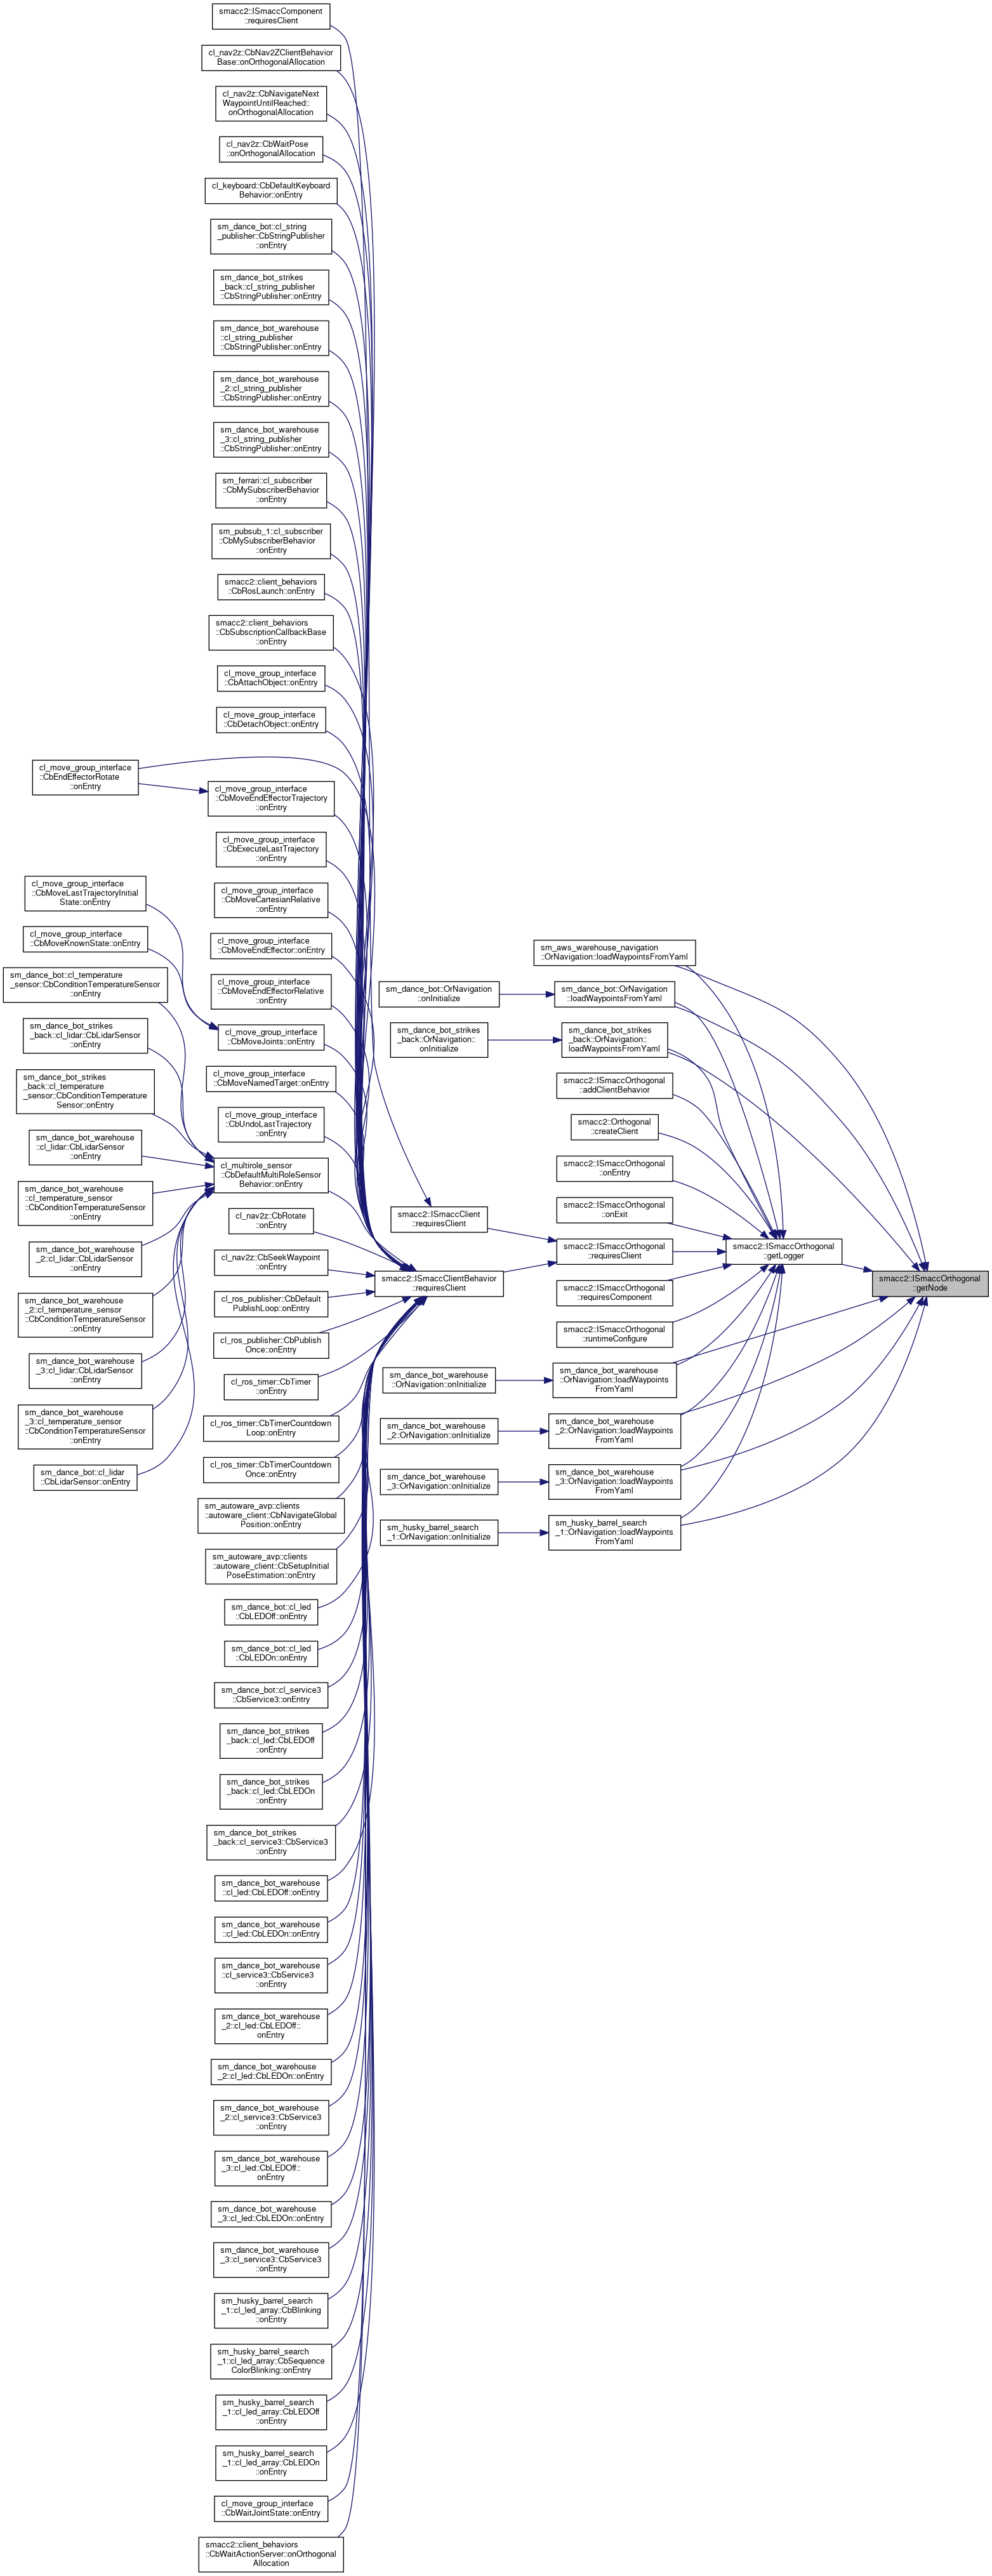 smacc2::ISmaccComponent
::requiresClient
cl_nav2z::CbNav2ZClientBehavior
Base::onOrthogonalAllocation
cl_nav2z::CbNavigateNext
WaypointUntilReached::
onOrthogonalAllocation
cl_nav2z::CbWaitPose
::onOrthogonalAllocation
cl_keyboard::CbDefaultKeyboard
Behavior::onEntry
sm_dance_bot::cl_string
_publisher::CbStringPublisher
::onEntry
sm_dance_bot_strikes
_back::cl_string_publisher
::CbStringPublisher::onEntry
sm_dance_bot_warehouse
::cl_string_publisher
::CbStringPublisher::onEntry
sm_dance_bot_warehouse
_2::cl_string_publisher
::CbStringPublisher::onEntry
sm_dance_bot_warehouse
_3::cl_string_publisher
::CbStringPublisher::onEntry
sm_ferrari::cl_subscriber
::CbMySubscriberBehavior
::onEntry
sm_pubsub_1::cl_subscriber
::CbMySubscriberBehavior
::onEntry
smacc2::client_behaviors
::CbRosLaunch::onEntry
smacc2::client_behaviors
::CbSubscriptionCallbackBase
::onEntry
cl_move_group_interface
::CbAttachObject::onEntry
cl_move_group_interface
::CbDetachObject::onEntry
cl_move_group_interface
::CbEndEffectorRotate
::onEntry
cl_move_group_interface
::CbMoveEndEffectorTrajectory
::onEntry
cl_move_group_interface
::CbExecuteLastTrajectory
::onEntry
cl_move_group_interface
::CbMoveLastTrajectoryInitial
State::onEntry
cl_move_group_interface
::CbMoveCartesianRelative
::onEntry
cl_move_group_interface
::CbMoveKnownState::onEntry
cl_move_group_interface
::CbMoveEndEffector::onEntry
sm_aws_warehouse_navigation
::OrNavigation::loadWaypointsFromYaml
sm_dance_bot::cl_temperature
_sensor::CbConditionTemperatureSensor
::onEntry
cl_move_group_interface
::CbMoveEndEffectorRelative
::onEntry
sm_dance_bot::OrNavigation
::onInitialize
sm_dance_bot::OrNavigation
::loadWaypointsFromYaml
sm_dance_bot_strikes
_back::cl_lidar::CbLidarSensor
::onEntry
cl_move_group_interface
::CbMoveJoints::onEntry
sm_dance_bot_strikes
_back::OrNavigation::
onInitialize
sm_dance_bot_strikes
_back::OrNavigation::
loadWaypointsFromYaml
sm_dance_bot_strikes
_back::cl_temperature
_sensor::CbConditionTemperature
Sensor::onEntry
cl_move_group_interface
::CbMoveNamedTarget::onEntry
smacc2::ISmaccOrthogonal
::addClientBehavior
cl_move_group_interface
::CbUndoLastTrajectory
::onEntry
smacc2::Orthogonal
::createClient
sm_dance_bot_warehouse
::cl_lidar::CbLidarSensor
::onEntry
cl_multirole_sensor
::CbDefaultMultiRoleSensor
Behavior::onEntry
smacc2::ISmaccOrthogonal
::onEntry
sm_dance_bot_warehouse
::cl_temperature_sensor
::CbConditionTemperatureSensor
::onEntry
cl_nav2z::CbRotate
::onEntry
smacc2::ISmaccClient
::requiresClient
smacc2::ISmaccOrthogonal
::onExit
sm_dance_bot_warehouse
_2::cl_lidar::CbLidarSensor
::onEntry
cl_nav2z::CbSeekWaypoint
::onEntry
smacc2::ISmaccOrthogonal
::requiresClient
smacc2::ISmaccOrthogonal
::getLogger
smacc2::ISmaccClientBehavior
::requiresClient
smacc2::ISmaccOrthogonal
::getNode
sm_dance_bot_warehouse
_2::cl_temperature_sensor
::CbConditionTemperatureSensor
::onEntry
cl_ros_publisher::CbDefault
PublishLoop::onEntry
smacc2::ISmaccOrthogonal
::requiresComponent
cl_ros_publisher::CbPublish
Once::onEntry
smacc2::ISmaccOrthogonal
::runtimeConfigure
sm_dance_bot_warehouse
_3::cl_lidar::CbLidarSensor
::onEntry
cl_ros_timer::CbTimer
::onEntry
sm_dance_bot_warehouse
::OrNavigation::onInitialize
sm_dance_bot_warehouse
::OrNavigation::loadWaypoints
FromYaml
sm_dance_bot_warehouse
_3::cl_temperature_sensor
::CbConditionTemperatureSensor
::onEntry
cl_ros_timer::CbTimerCountdown
Loop::onEntry
sm_dance_bot_warehouse
_2::OrNavigation::onInitialize
sm_dance_bot_warehouse
_2::OrNavigation::loadWaypoints
FromYaml
sm_dance_bot::cl_lidar
::CbLidarSensor::onEntry
cl_ros_timer::CbTimerCountdown
Once::onEntry
sm_dance_bot_warehouse
_3::OrNavigation::onInitialize
sm_dance_bot_warehouse
_3::OrNavigation::loadWaypoints
FromYaml
sm_autoware_avp::clients
::autoware_client::CbNavigateGlobal
Position::onEntry
sm_husky_barrel_search
_1::OrNavigation::onInitialize
sm_husky_barrel_search
_1::OrNavigation::loadWaypoints
FromYaml
sm_autoware_avp::clients
::autoware_client::CbSetupInitial
PoseEstimation::onEntry
sm_dance_bot::cl_led
::CbLEDOff::onEntry
sm_dance_bot::cl_led
::CbLEDOn::onEntry
sm_dance_bot::cl_service3
::CbService3::onEntry
sm_dance_bot_strikes
_back::cl_led::CbLEDOff
::onEntry
sm_dance_bot_strikes
_back::cl_led::CbLEDOn
::onEntry
sm_dance_bot_strikes
_back::cl_service3::CbService3
::onEntry
sm_dance_bot_warehouse
::cl_led::CbLEDOff::onEntry
sm_dance_bot_warehouse
::cl_led::CbLEDOn::onEntry
sm_dance_bot_warehouse
::cl_service3::CbService3
::onEntry
sm_dance_bot_warehouse
_2::cl_led::CbLEDOff::
onEntry
sm_dance_bot_warehouse
_2::cl_led::CbLEDOn::onEntry
sm_dance_bot_warehouse
_2::cl_service3::CbService3
::onEntry
sm_dance_bot_warehouse
_3::cl_led::CbLEDOff::
onEntry
sm_dance_bot_warehouse
_3::cl_led::CbLEDOn::onEntry
sm_dance_bot_warehouse
_3::cl_service3::CbService3
::onEntry
sm_husky_barrel_search
_1::cl_led_array::CbBlinking
::onEntry
sm_husky_barrel_search
_1::cl_led_array::CbSequence
ColorBlinking::onEntry
sm_husky_barrel_search
_1::cl_led_array::CbLEDOff
::onEntry
sm_husky_barrel_search
_1::cl_led_array::CbLEDOn
::onEntry
cl_move_group_interface
::CbWaitJointState::onEntry
smacc2::client_behaviors
::CbWaitActionServer::onOrthogonal
Allocation